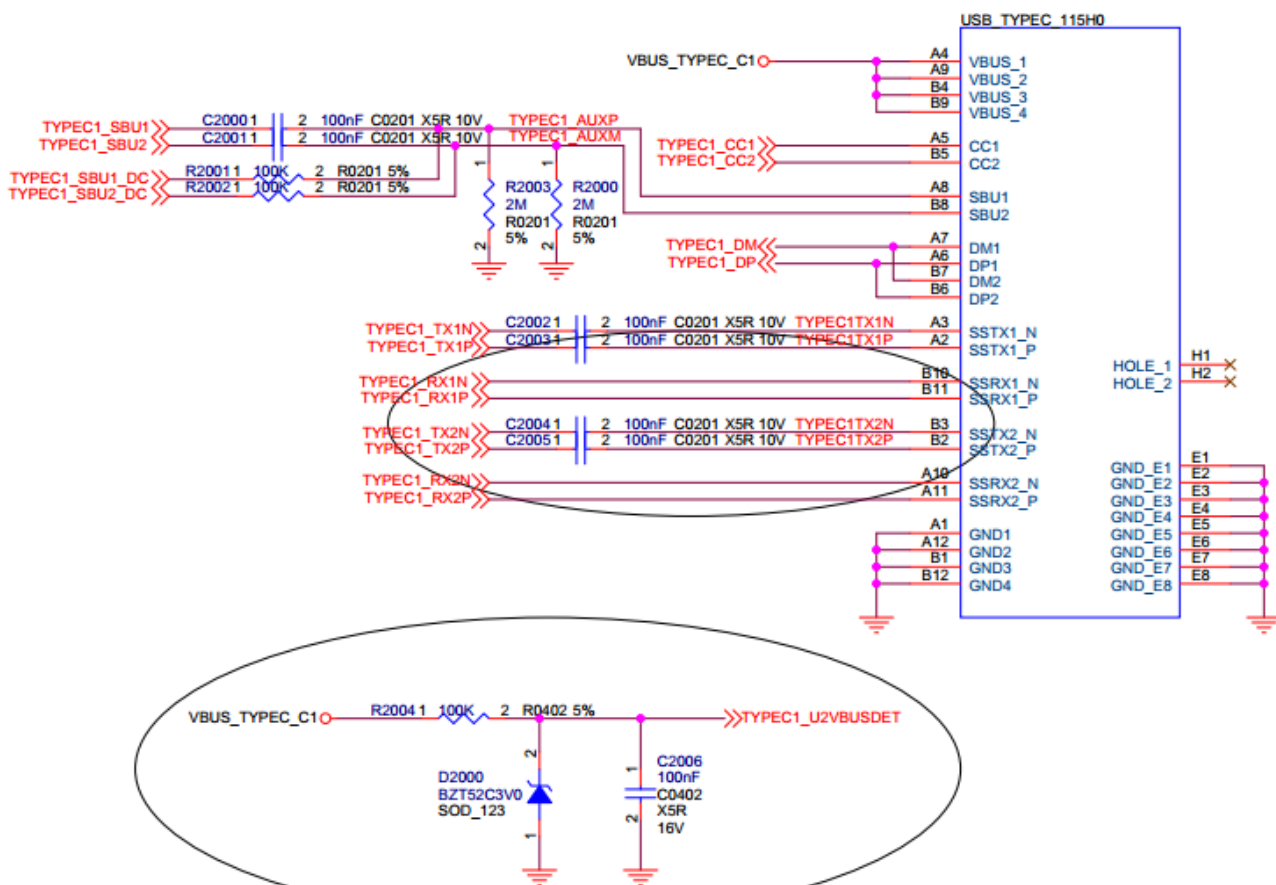 USB_TYPEC_115H0
VBUS_TYPEC_C1
A4 VBUS_1
A9 VBUS_2
B4 VBUS_3
B9 VBUS_4
TYPEC1_SBU1 C2000 1 2 100nF C0201 X5R 10V TYPEC1_AUXP
TYPEC1_SBU2 C2001 1 2 100nF C0201 X5R 10V TYPEC1_AUXM
TYPEC1_CC1 A5 CC1
TYPEC1_CC2 B5 CC2
TYPEC1_SBU1_DC R2001 1 100K 2 R0201 5%
TYPEC1_SBU2_DC R2002 1 100K 2 R0201 5%
1 R2003 2M R0201 5% 2
1 R2000 2M R0201 5% 2
A8 SBU1
B8 SBU2
TYPEC1_DM A7 DM1
TYPEC1_DP A6 DP1
B7 DM2
B6 DP2
TYPEC1_TX1N C2002 1 2 100nF C0201 X5R 10V TYPEC1TX1N A3 SSTX1_N
TYPEC1_TX1P C2003 1 2 100nF C0201 X5R 10V TYPEC1TX1P A2 SSTX1_P
TYPEC1_RX1N B10 SSRX1_N
TYPEC1_RX1P B11 SSRX1_P
TYPEC1_TX2N C2004 1 2 100nF C0201 X5R 10V TYPEC1TX2N B3 SSTX2_N
TYPEC1_TX2P C2005 1 2 100nF C0201 X5R 10V TYPEC1TX2P B2 SSTX2_P
TYPEC1_RX2N A10 SSRX2_N
TYPEC1_RX2P A11 SSRX2_P
A1 GND1
A12 GND2
B1 GND3
B12 GND4
HOLE_1 H1
HOLE_2 H2
GND_E1 E1
GND_E2 E2
GND_E3 E3
GND_E4 E4
GND_E5 E5
GND_E6 E6
GND_E7 E7
GND_E8 E8
VBUS_TYPEC_C1 R2004 1 100K 2 R0402 5% TYPEC1_U2VBUSDET
2
D2000
BZT52C3V0
SOD_123
1
1
C2006
100nF
C0402
X5R
16V
2